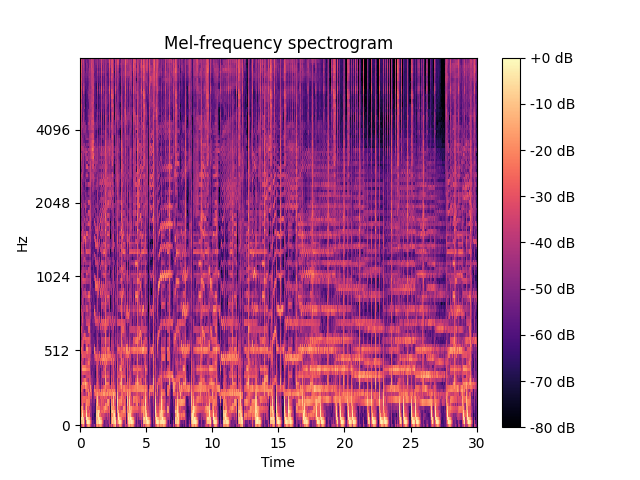 Mel-frequency spectrogram
+0 dB
-10 dB
-20 dB
-30 dB
-40 dB
-50 dB
-60 dB
-70 dB
-80 dB
4096
2048
1024
512
0
Hz
0 5 10 15 20 25 30
Time